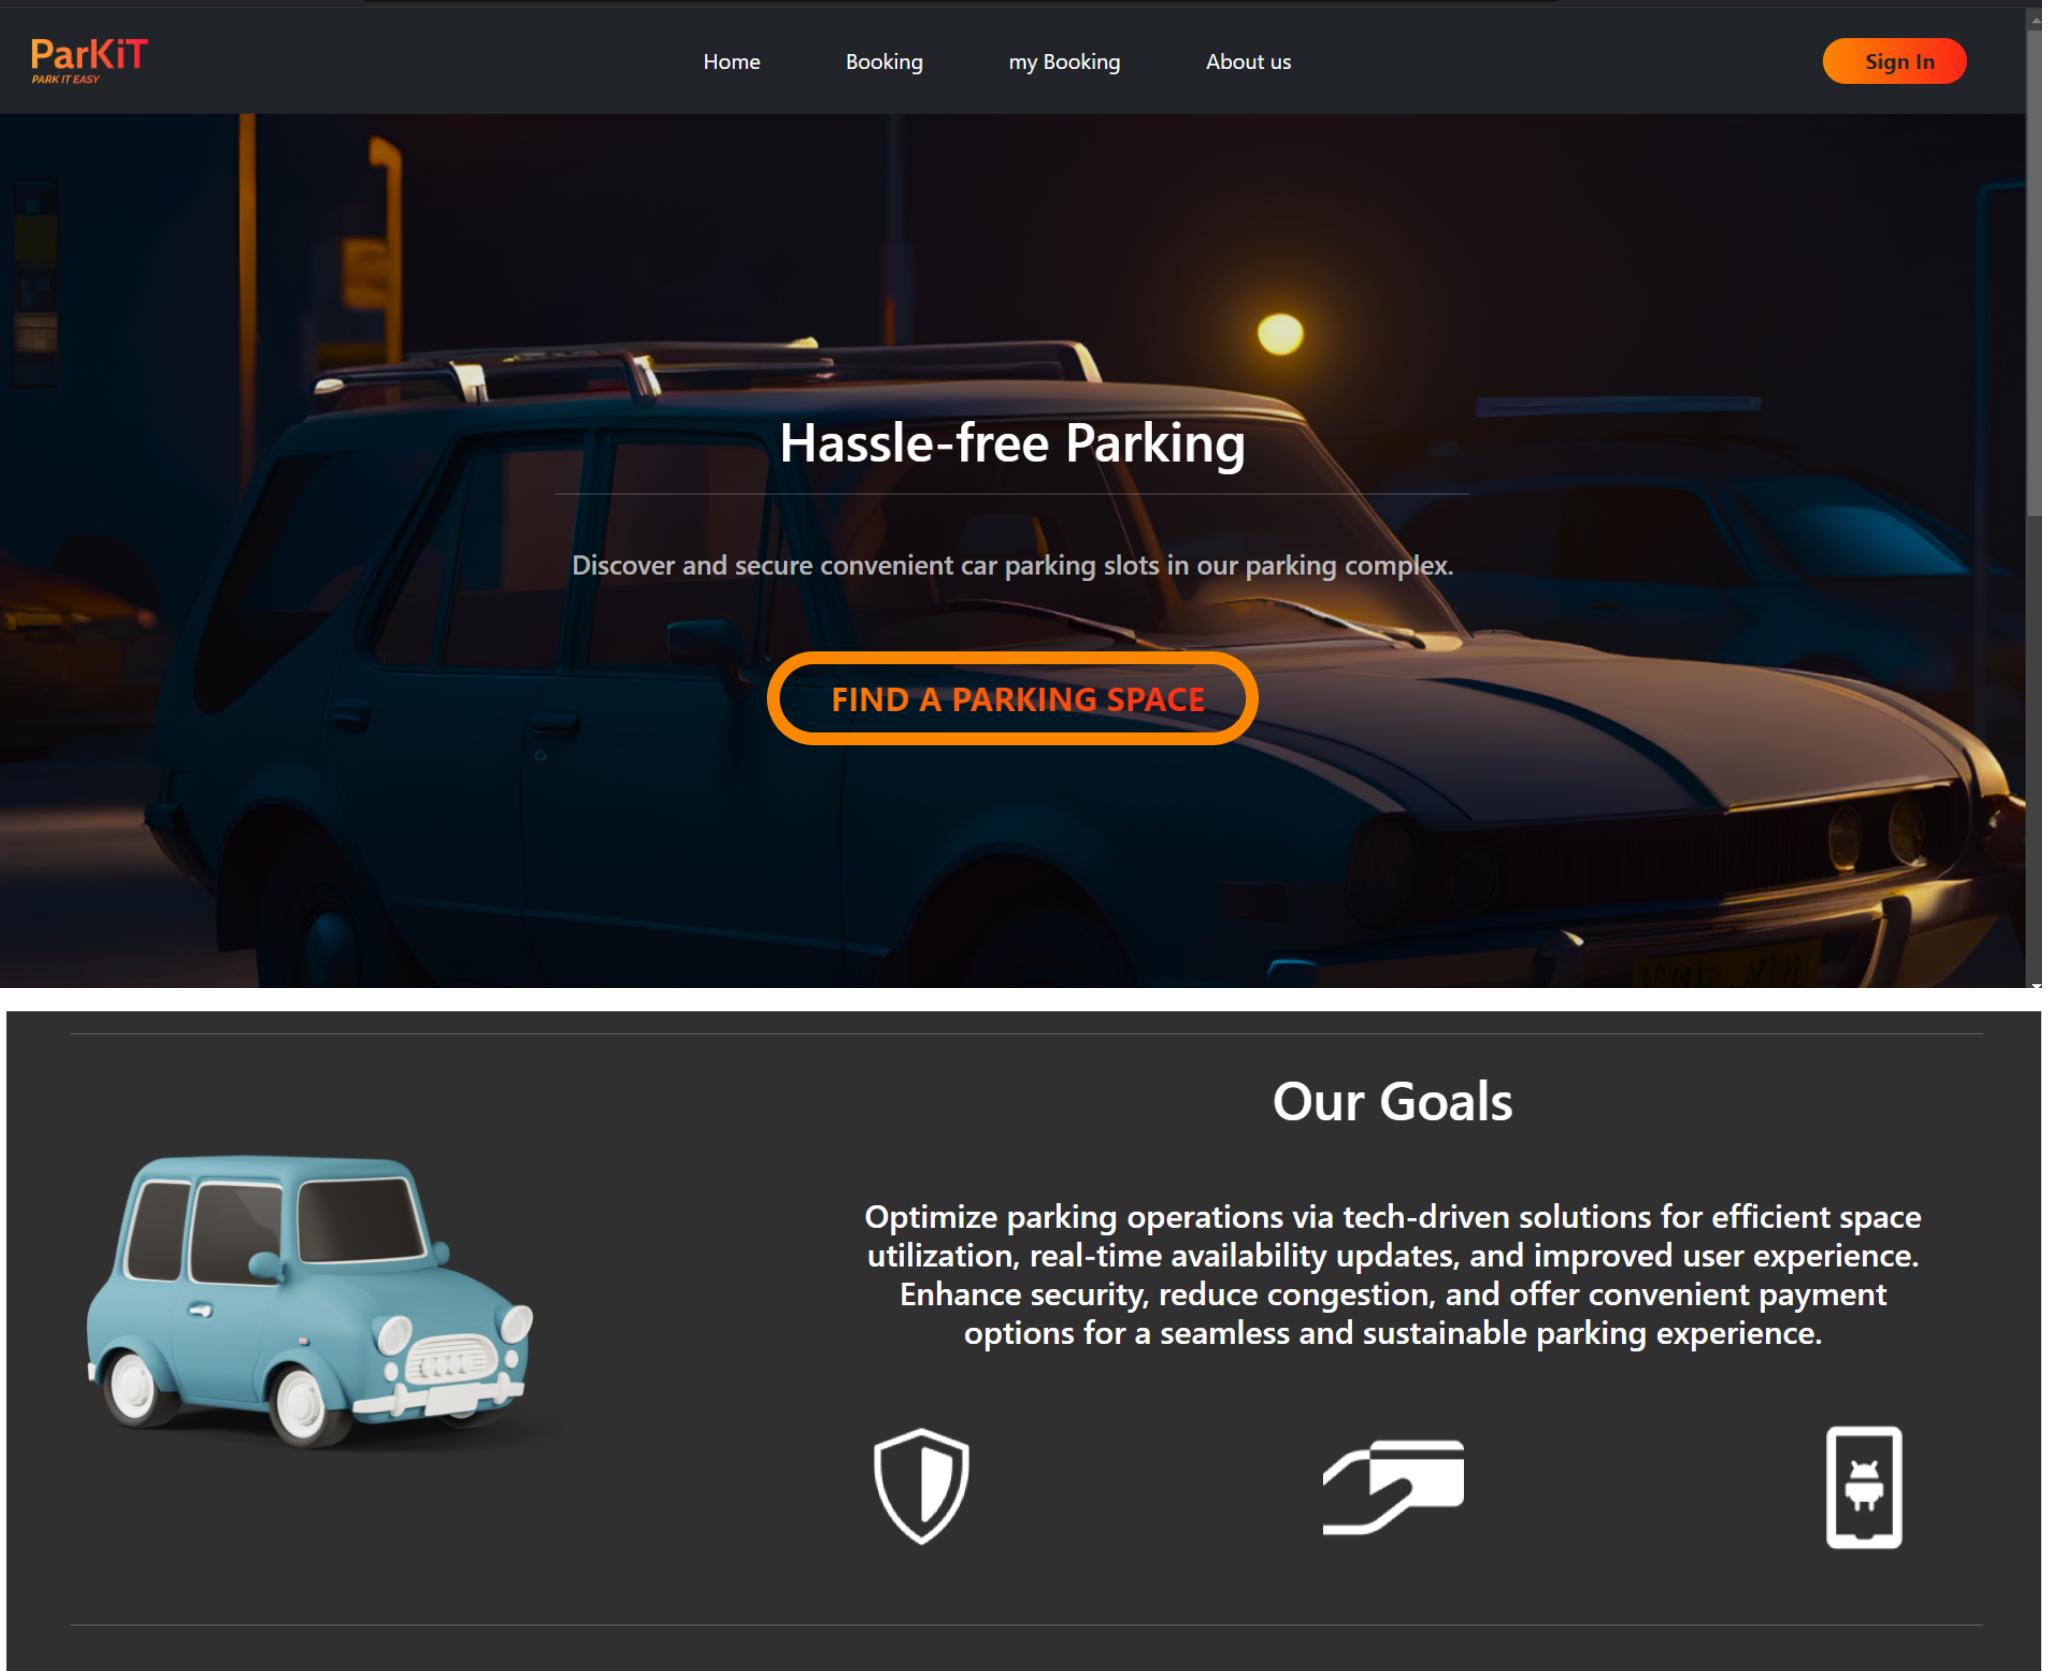 ParKiT
PARK IT EASY
Home
Booking
my Booking
About us
Sign In
Hassle-free Parking
Discover and secure convenient car parking slots in our parking complex.
FIND A PARKING SPACE
Our Goals
Optimize parking operations via tech-driven solutions for efficient space
utilization, real-time availability updates, and improved user experience.
Enhance security, reduce congestion, and offer convenient payment
options for a seamless and sustainable parking experience.